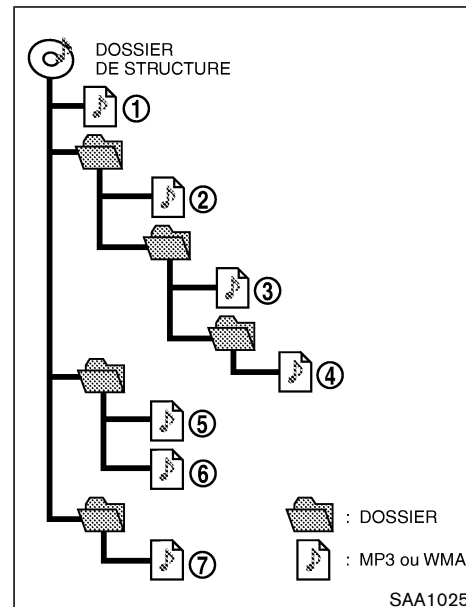 DOSSIER
DE STRUCTURE
①
②
③
④
⑤
⑥
⑦
: DOSSIER
: MP3 ou WMA
SAA1025